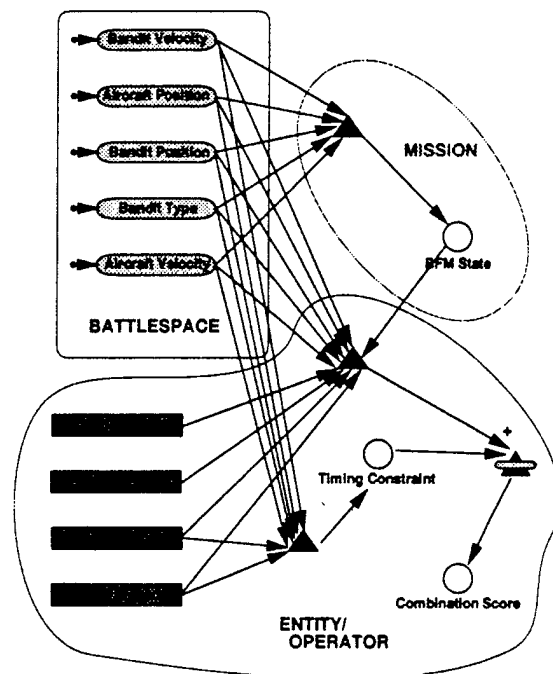 Bandit Velocity
Aircraft Position
Bandit Position
Bandit Type
Aircraft Velocity
BATTLESPACE
MISSION
BFM State
+
Timing Constraint
Combination Score
ENTITY/
OPERATOR